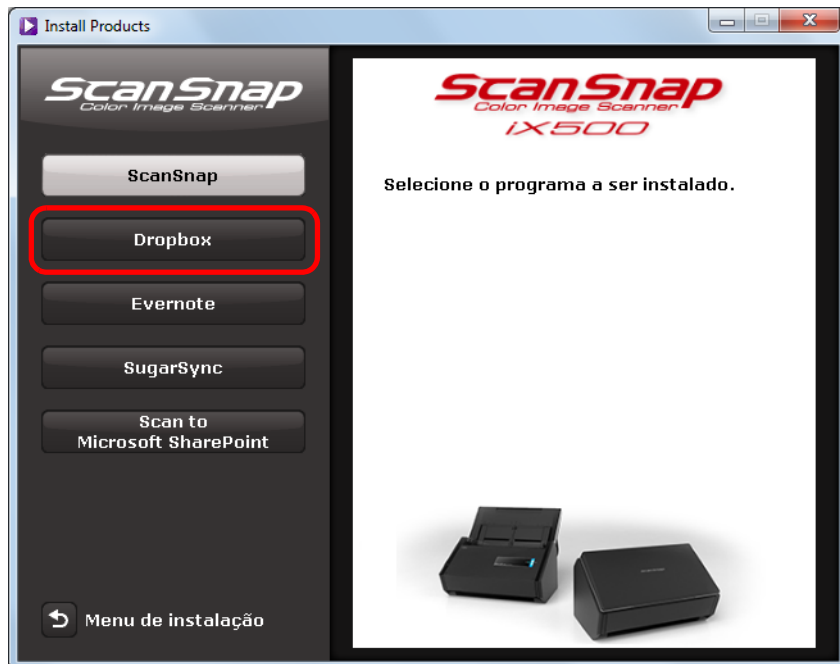 Install Products
ScanSnap
Color Image Scanner
ScanSnap
Dropbox
Evernote
SugarSync
Scan to
Microsoft SharePoint
Menu de instalação
ScanSnap
Color Image Scanner
iX500
Selecione o programa a ser instalado.